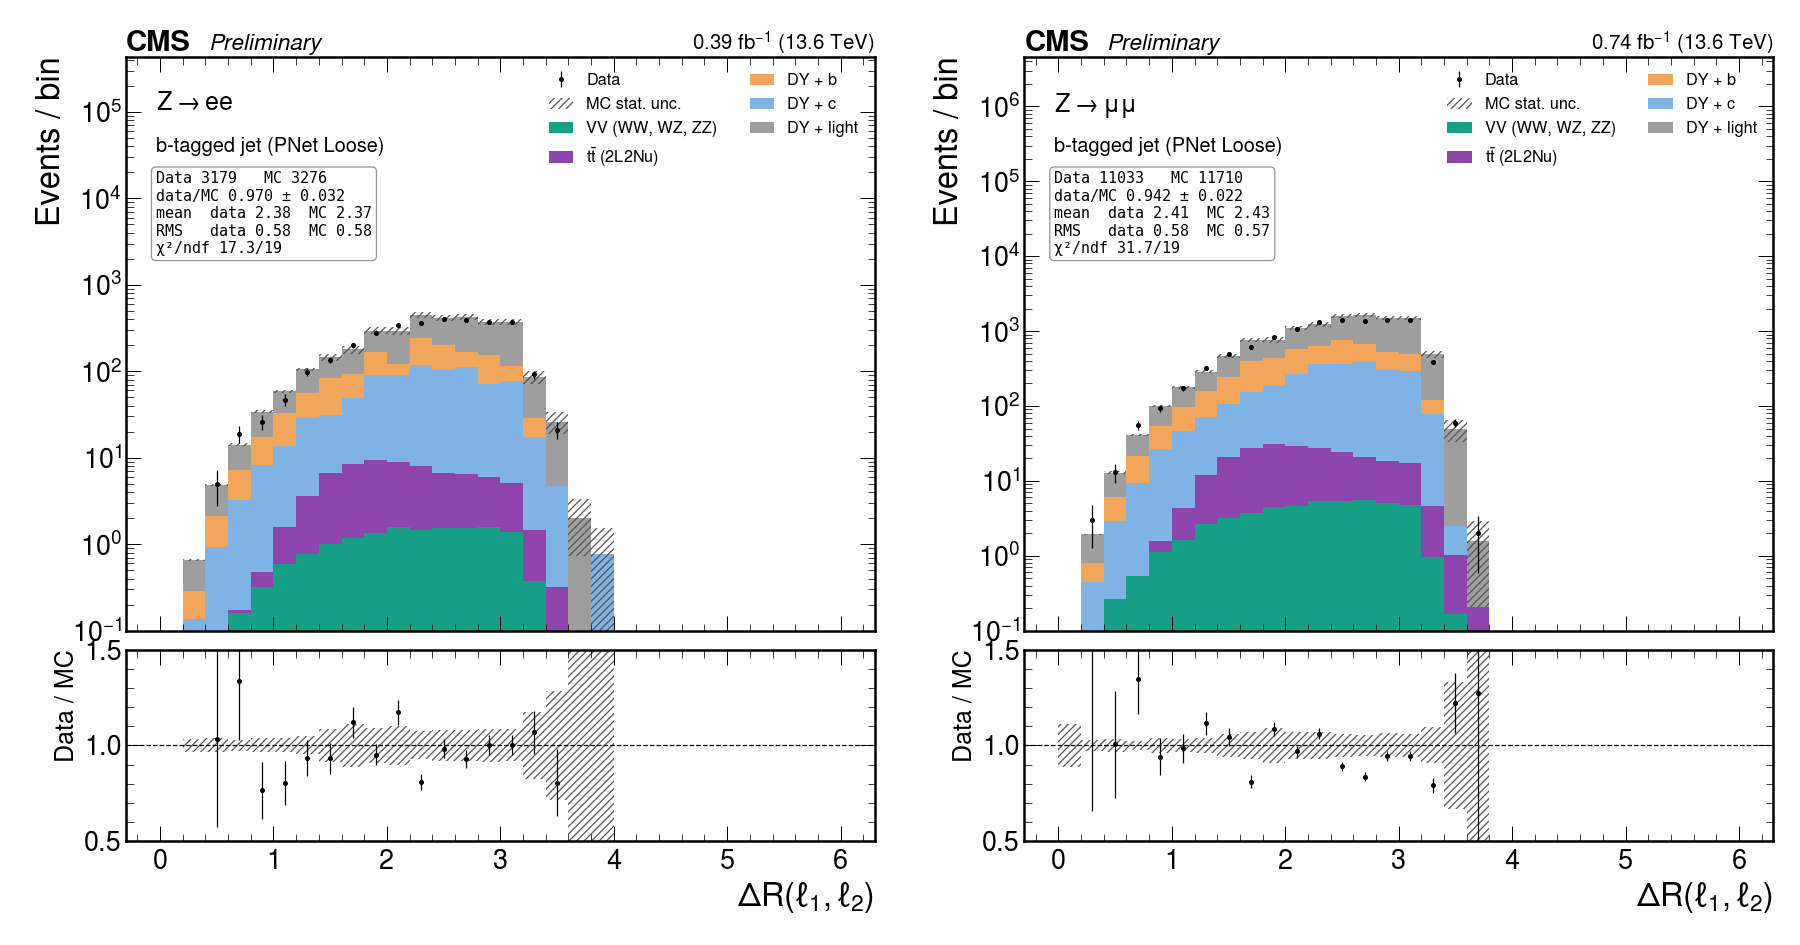 CMS Preliminary 0.39 fb⁻¹ (13.6 TeV)
Events / bin
Z → ee
b-tagged jet (PNet Loose)
Data 3179 MC 3276
data/MC 0.970 ± 0.032
mean data 2.38 MC 2.37
RMS data 0.58 MC 0.58
χ²/ndf 17.3/19
Data
MC stat. unc.
VV (WW, WZ, ZZ)
tt̄ (2L2Nu)
DY + b
DY + c
DY + light
10⁵
10⁴
10³
10²
10¹
10⁰
10⁻¹
Data / MC
1.5
1.0
0.5
0 1 2 3 4 5 6
ΔR(ℓ₁, ℓ₂)
CMS Preliminary 0.74 fb⁻¹ (13.6 TeV)
Events / bin
Z → μμ
b-tagged jet (PNet Loose)
Data 11033 MC 11710
data/MC 0.942 ± 0.022
mean data 2.41 MC 2.43
RMS data 0.58 MC 0.57
χ²/ndf 31.7/19
Data
MC stat. unc.
VV (WW, WZ, ZZ)
tt̄ (2L2Nu)
DY + b
DY + c
DY + light
10⁶
10⁵
10⁴
10³
10²
10¹
10⁰
10⁻¹
Data / MC
1.5
1.0
0.5
0 1 2 3 4 5 6
ΔR(ℓ₁, ℓ₂)